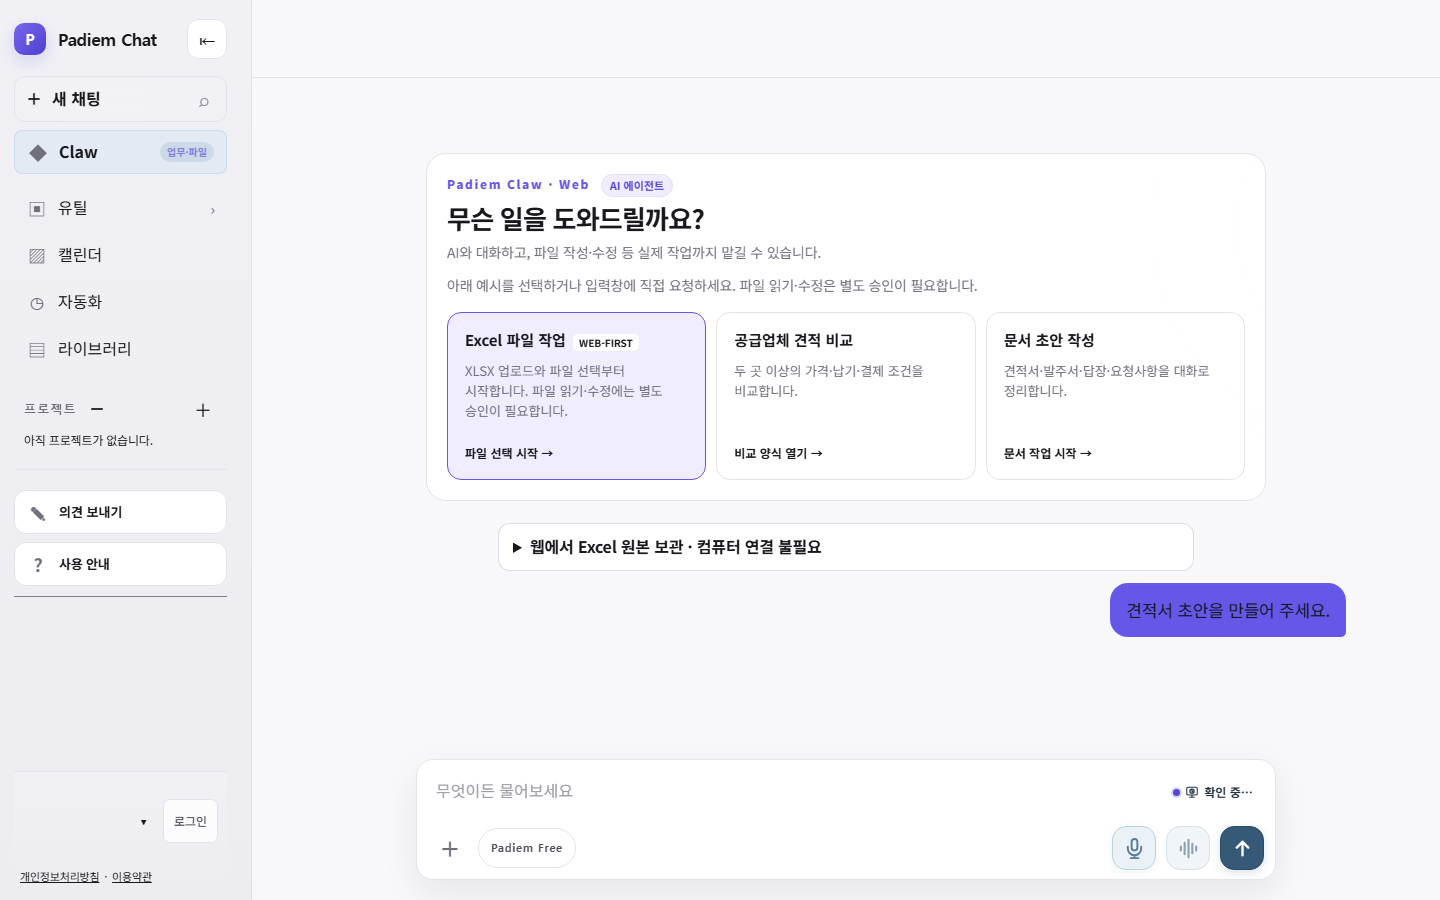 P Padiem Chat
새 채팅
Claw 업무·파일
유틸
캘린더
자동화
라이브러리
프로젝트
아직 프로젝트가 없습니다.
의견 보내기
? 사용 안내
로그인
개인정보처리방침 · 이용약관
Padiem Claw · Web AI 에이전트
무슨 일을 도와드릴까요?
AI와 대화하고, 파일 작성·수정 등 실제 작업까지 맡길 수 있습니다.
아래 예시를 선택하거나 입력창에 직접 요청하세요. 파일 읽기·수정은 별도 승인이 필요합니다.
Excel 파일 작업 WEB-FIRST
XLSX 업로드와 파일 선택부터
시작합니다. 파일 읽기·수정에는 별도
승인이 필요합니다.
파일 선택 시작 →
공급업체 견적 비교
두 곳 이상의 가격·납기·결제 조건을
비교합니다.
비교 양식 열기 →
문서 초안 작성
견적서·발주서·답장·요청사항을 대화로
정리합니다.
문서 작업 시작 →
웹에서 Excel 원본 보관 · 컴퓨터 연결 불필요
견적서 초안을 만들어 주세요.
무엇이든 물어보세요
확인 중…
Padiem Free